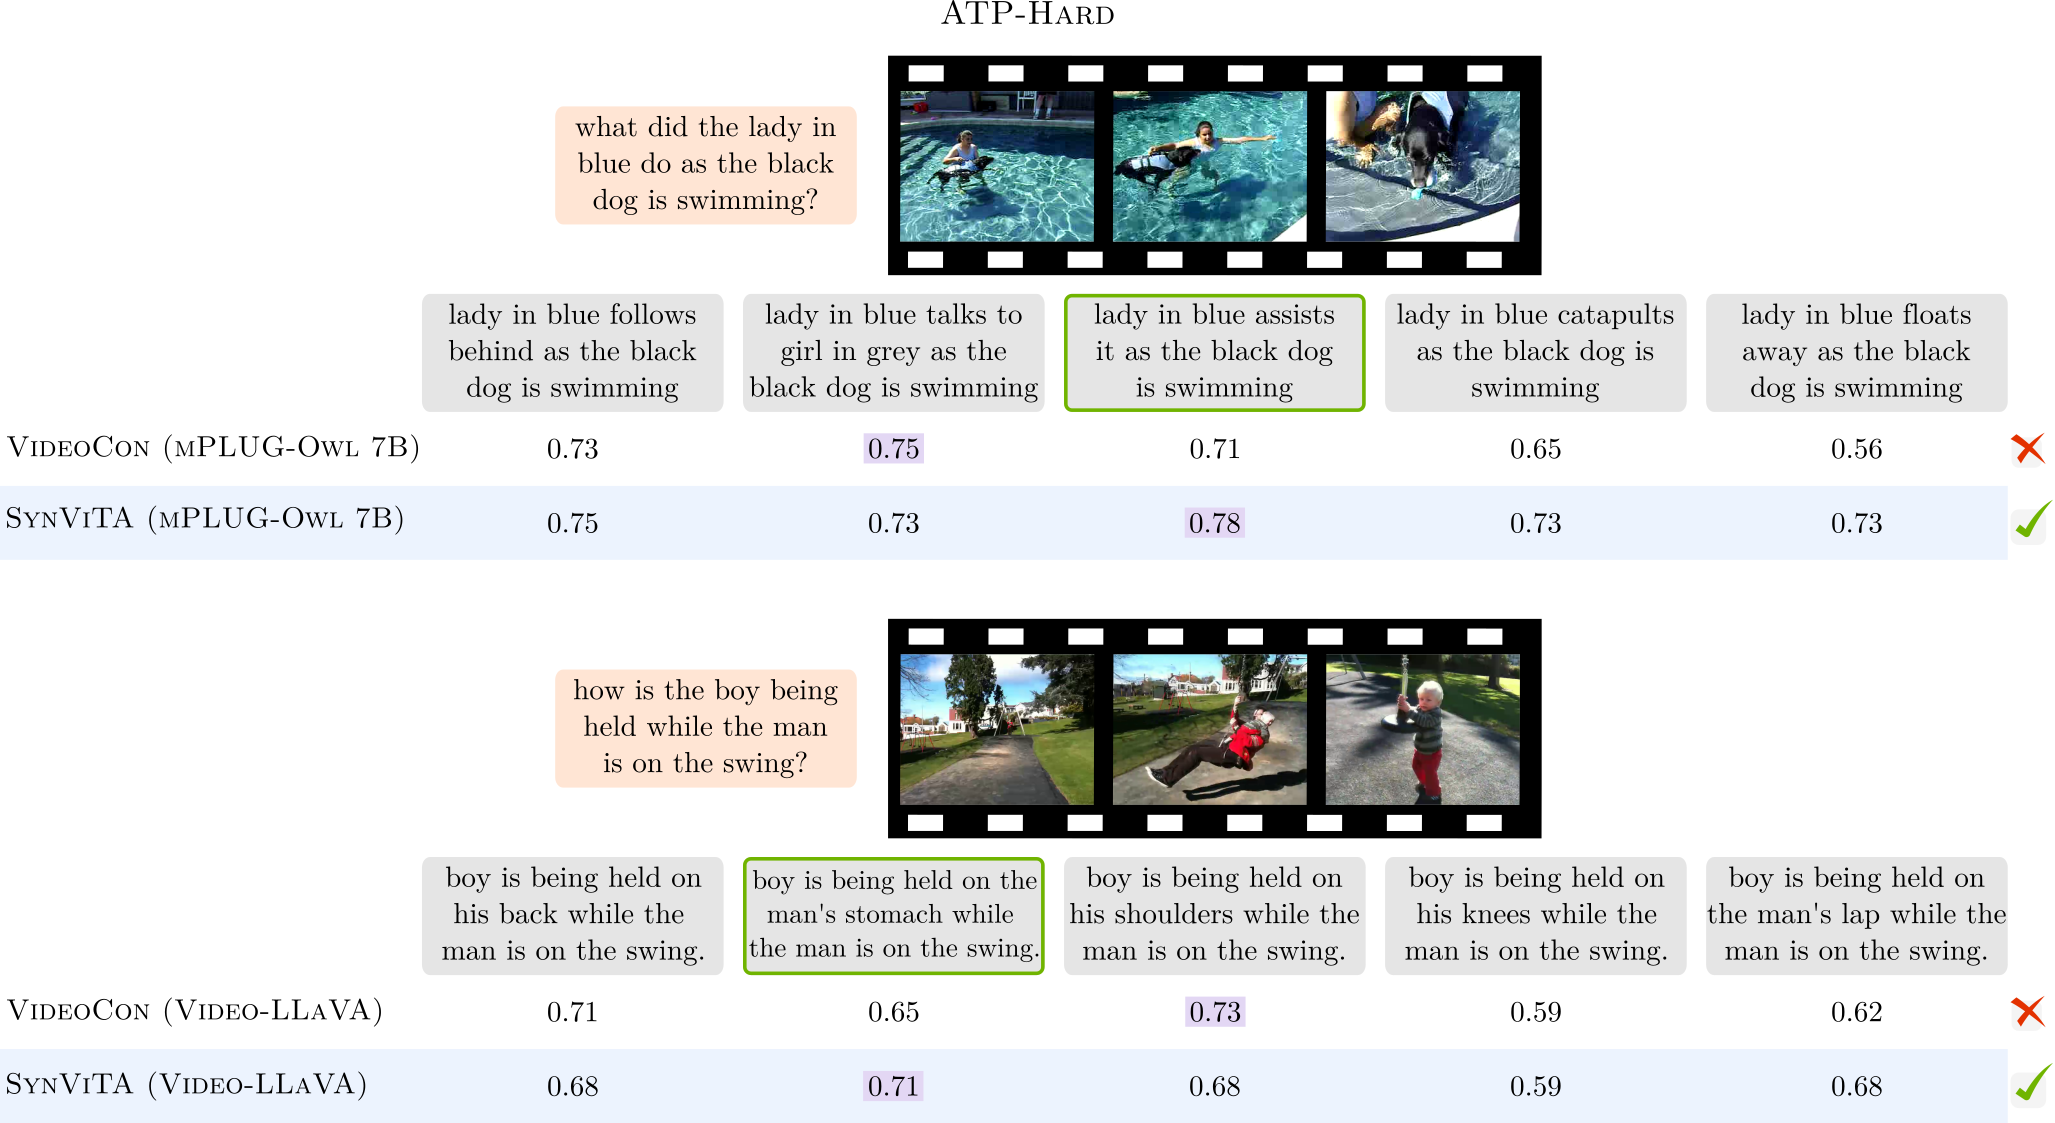 ATP-Hard
what did the lady in
blue do as the black
dog is swimming?
lady in blue follows
behind as the black
dog is swimming
lady in blue talks to
girl in grey as the
black dog is swimming
lady in blue assists
it as the black dog
is swimming
lady in blue catapults
as the black dog is
swimming
lady in blue floats
away as the black
dog is swimming
VideoCon (mPLUG-Owl 7B) 0.73 0.75 0.71 0.65 0.56
SynViTA (mPLUG-Owl 7B) 0.75 0.73 0.78 0.73 0.73
how is the boy being
held while the man
is on the swing?
boy is being held on
his back while the
man is on the swing.
boy is being held on the
man's stomach while
the man is on the swing.
boy is being held on
his shoulders while the
man is on the swing.
boy is being held on
his knees while the
man is on the swing.
boy is being held on
the man's lap while the
man is on the swing.
VideoCon (Video-LLaVA) 0.71 0.65 0.73 0.59 0.62
SynViTA (Video-LLaVA) 0.68 0.71 0.68 0.59 0.68